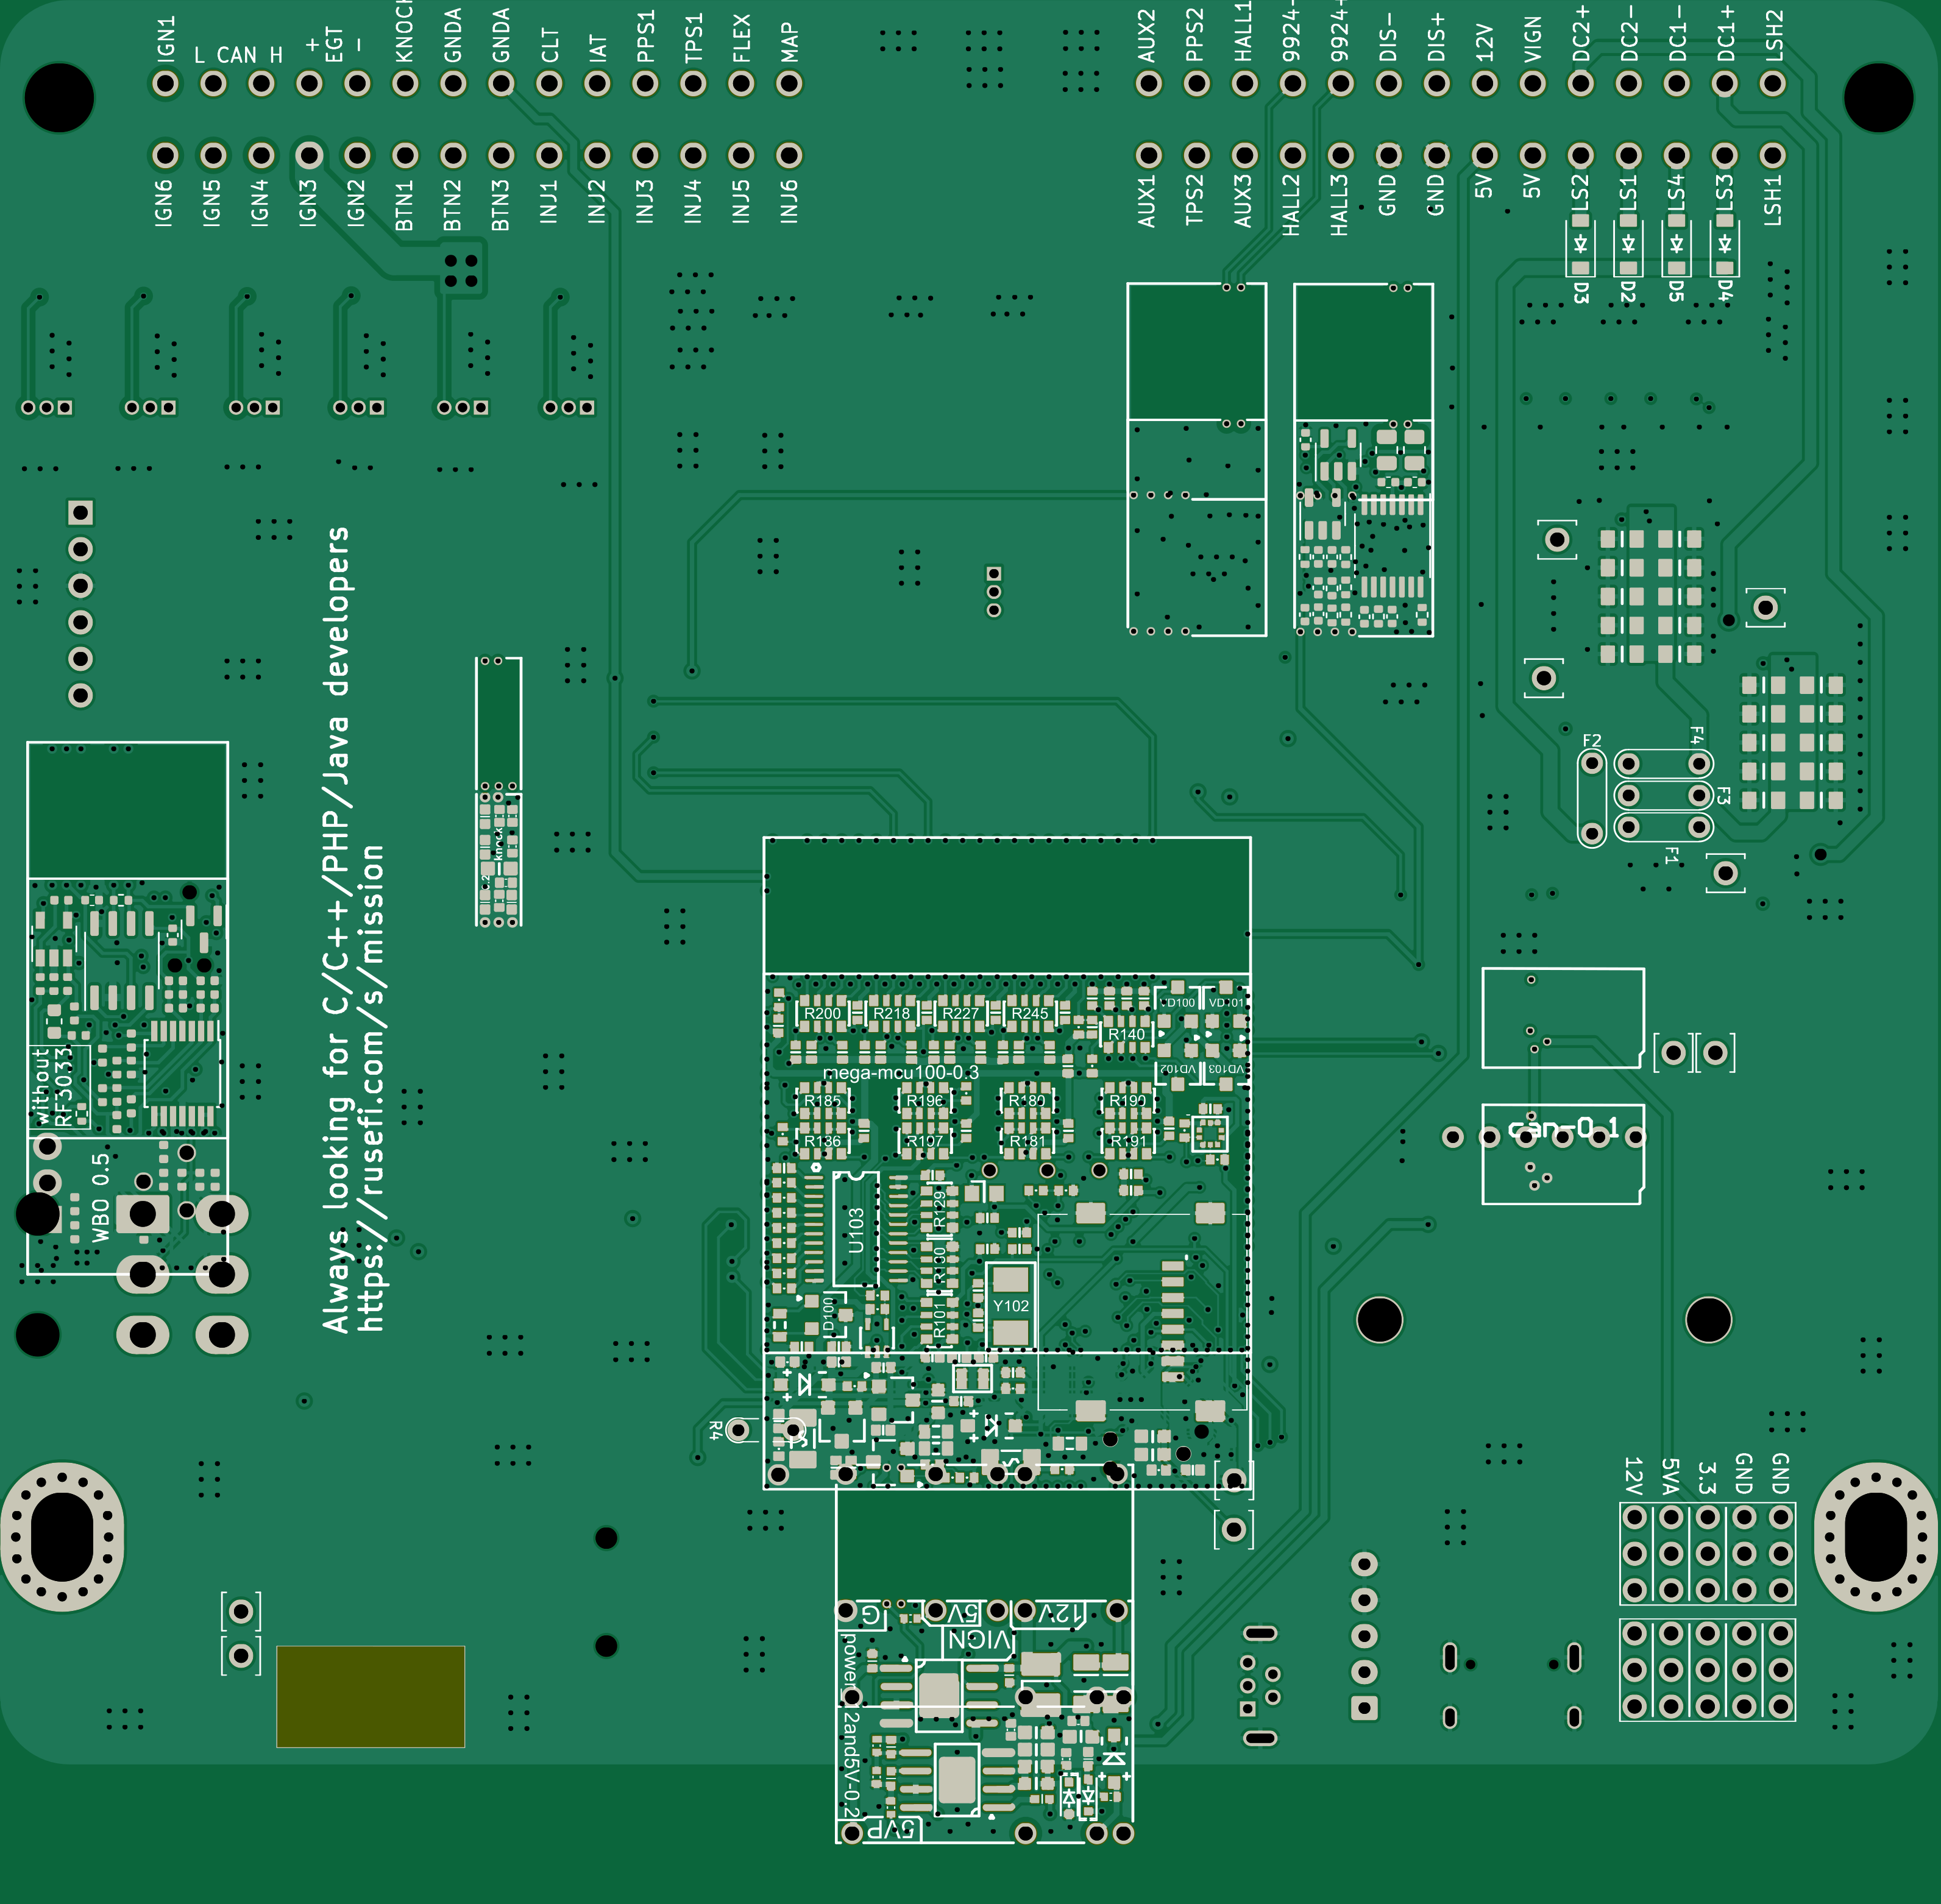 IGN1
L CAN H
+
EGT
-
KNOCK
GNDA
GNDA
CLT
IAT
PPS1
TPS1
FLEX
MAP
AUX2
PPS2
HALL1
9924-
9924+
DIS-
DIS+
12V
VIGN
DC2+
DC2-
DC1-
DC1+
LSH2
IGN6
IGN5
IGN4
IGN3
IGN2
BTN1
BTN2
BTN3
INJ1
INJ2
INJ3
INJ4
INJ5
INJ6
AUX1
TPS2
AUX3
HALL2
HALL3
GND
GND
5V
5V
LS2
LS1
LS4
LS3
LSH1
D3
D2
D5
D4
Always looking for C/C++/PHP/Java developers
https://rusefi.com/s/mission
knock
F2
F4
F3
F1
without
RF3033
WBO 0.5
R200
R218
R227
R245
VD100
VD101
R140
mega-mcu100-0.3
VD102
VD103
R185
R196
R180
R190
R136
R197
R181
R191
can-0.1
U103
R129
R100
R101
Y102
D100
R4
12V
5VA
3.3
GND
GND
G
5V
12V
VIGN
power_12and5V-0.2
5VP